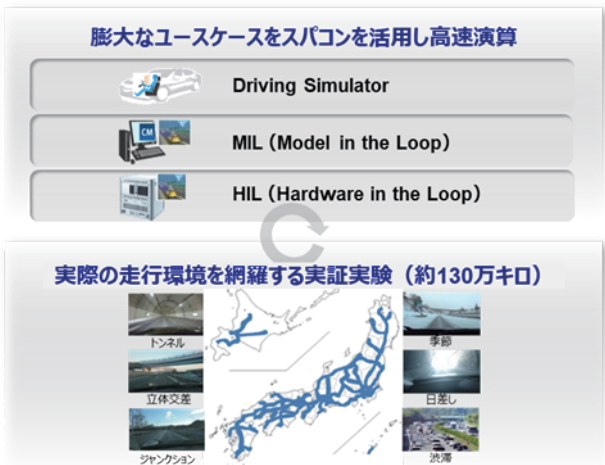 膨大なユースケースをスパコンを活用し高速演算
Driving Simulator
CM
MIL（Model in the Loop）
HIL（Hardware in the Loop）
実際の走行環境を網羅する実証実験（約130万キロ）
トンネル
季節
立体交差
日差し
ジャンクション
渋滞